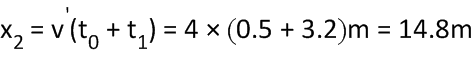 x₂ = v'(t₀ + t₁) = 4 × (0.5 + 3.2)m = 14.8m